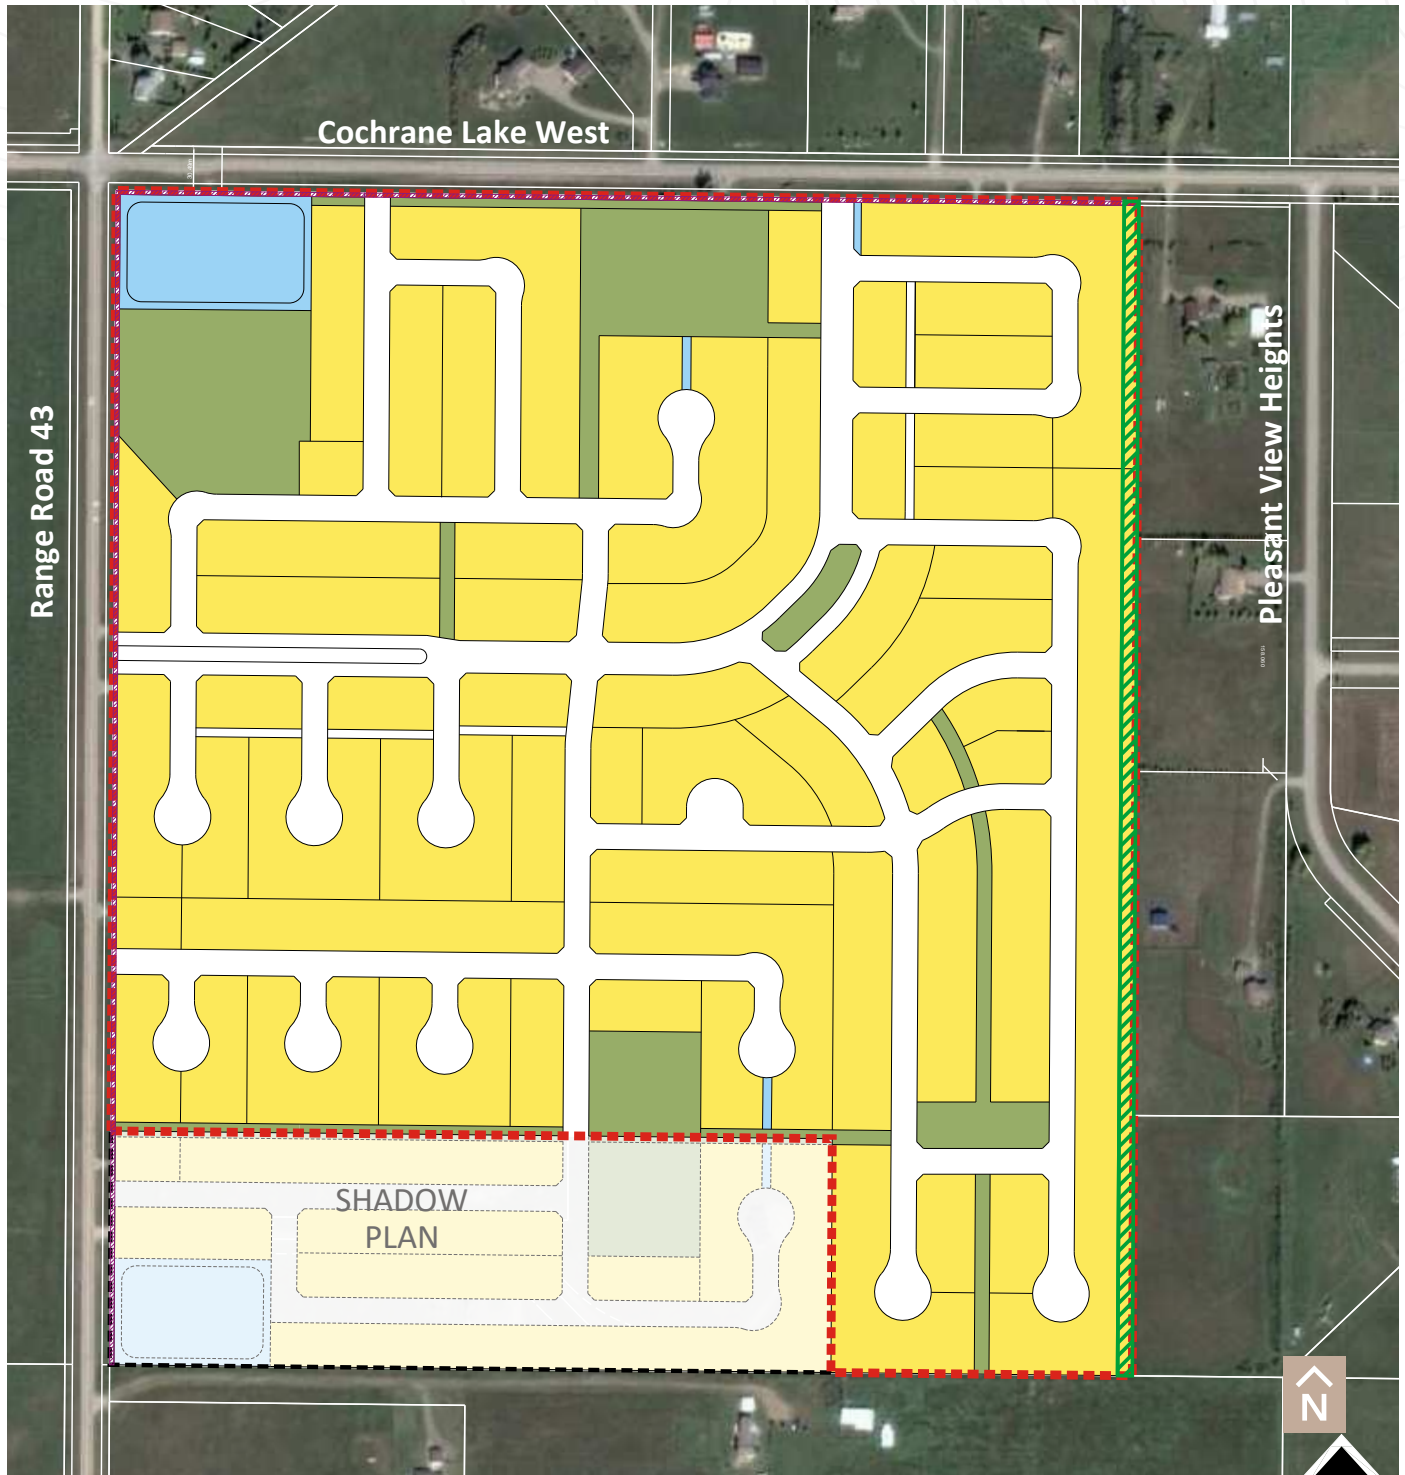 Cochrane Lake West
Range Road 43
Pleasant View Heights
SHADOW
PLAN
N